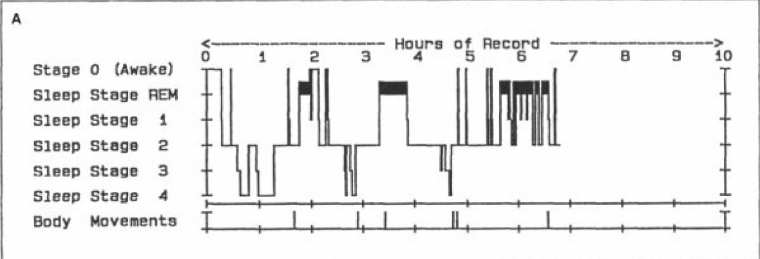 A
Hours of Record
0 1 2 3 4 5 6 7 8 9 10
Stage 0 (Awake)
Sleep Stage REM
Sleep Stage 1
Sleep Stage 2
Sleep Stage 3
Sleep Stage 4
Body Movements